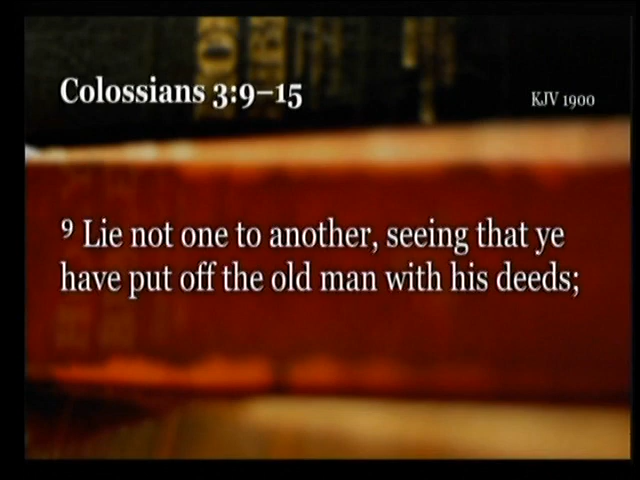 Colossians 3:9–15
KJV 1900
9 Lie not one to another, seeing that ye
have put off the old man with his deeds;